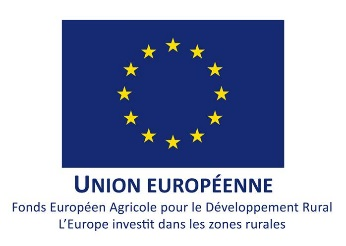 UNION EUROPÉENNE
Fonds Européen Agricole pour le Développement Rural
L'Europe investit dans les zones rurales